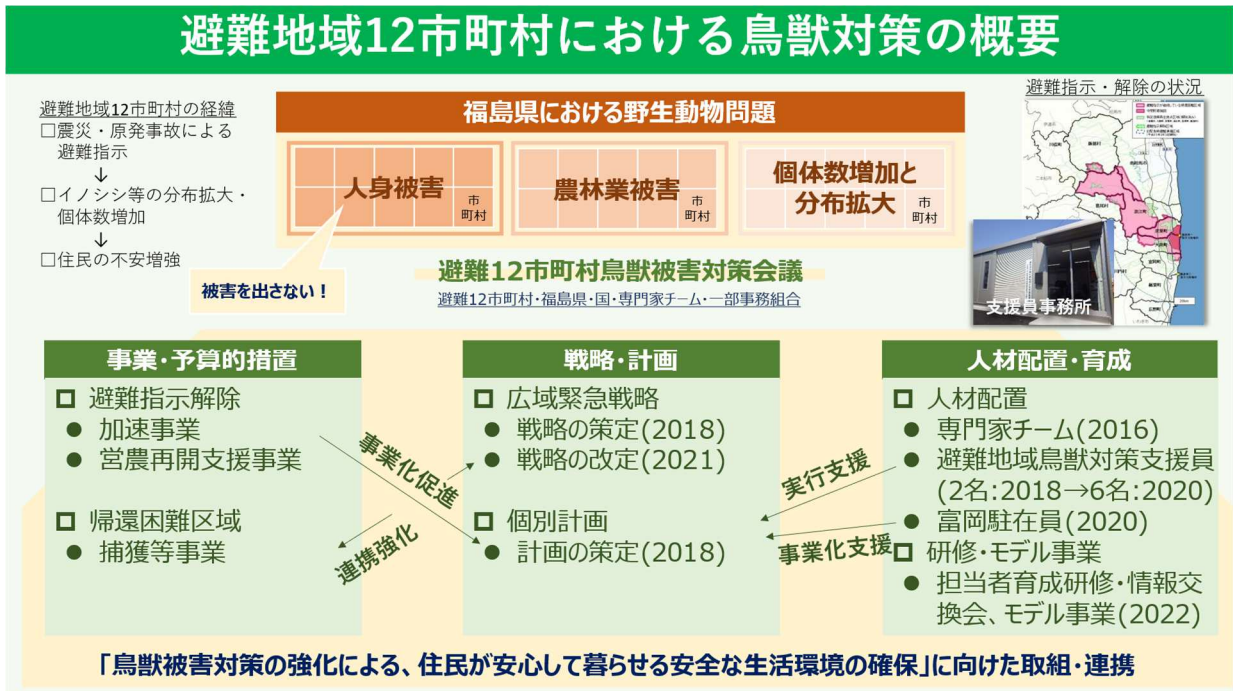 避難地域12市町村における鳥獣対策の概要
避難地域12市町村の経緯
□震災・原発事故による
避難指示
↓
□イノシシ等の分布拡大・
個体数増加
↓
□住民の不安増強
福島県における野生動物問題
人身被害
市
町村
農林業被害
市
町村
個体数増加と
分布拡大
市
町村
被害を出さない！
避難12市町村鳥獣被害対策会議
避難12市町村・福島県・国・専門家チーム・一部事務組合
避難指示・解除の状況
支援員事務所
事業・予算的措置
避難指示解除
● 加速事業
● 営農再開支援事業
帰還困難区域
● 捕獲等事業
事業化促進
連携強化
戦略・計画
広域緊急戦略
● 戦略の策定(2018)
● 戦略の改定(2021)
個別計画
● 計画の策定(2018)
実行支援
事業化支援
人材配置・育成
人材配置
● 専門家チーム(2016)
● 避難地域鳥獣対策支援員
(2名:2018→6名:2020)
● 富岡駐在員(2020)
研修・モデル事業
● 担当者育成研修・情報交
換会、モデル事業(2022)
「鳥獣被害対策の強化による、住民が安心して暮らせる安全な生活環境の確保」に向けた取組・連携